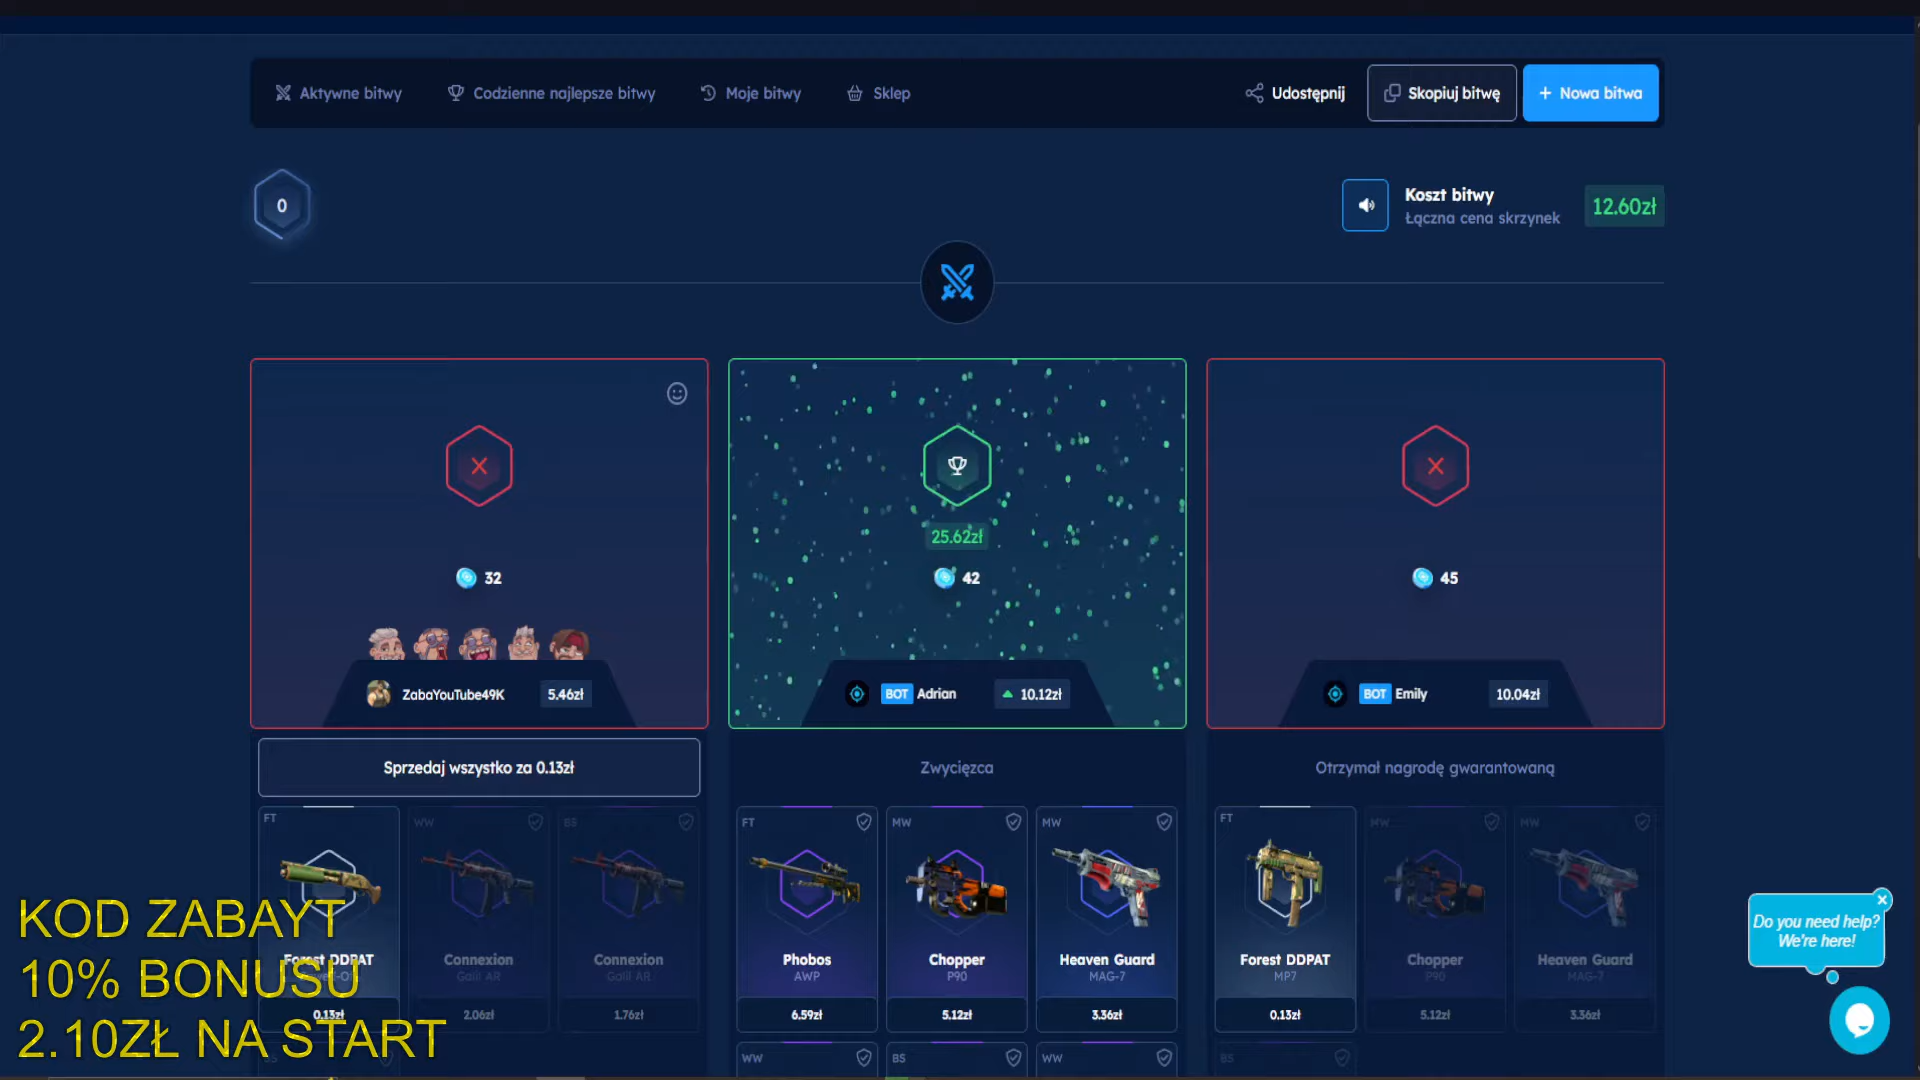 Aktywne bitwy
Codzienne najlepsze bitwy
Moje bitwy
Sklep
Udostępnij
Skopiuj bitwę
+ Nowa bitwa
0
Koszt bitwy
Łączna cena skrzynek
12.60zł
32
ZabaYouTube49K
5.46zł
25.62zł
42
BOT Adrian
10.12zł
45
BOT Emily
10.04zł
Sprzedaj wszystko za 0.13zł
Zwycięzca
Otrzymał nagrodę gwarantowaną
FT
Forest DDPAT
0.13zł
WW
Connexion
Galil AR
2.06zł
BS
Connexion
Galil AR
1.76zł
FT
Phobos
AWP
6.59zł
MW
Chopper
P90
5.12zł
MW
Heaven Guard
MAG-7
3.36zł
FT
Forest DDPAT
MP7
0.13zł
MW
Chopper
P90
5.12zł
MW
Heaven Guard
MAG-7
3.36zł
BS
WW
BS
WW
BS
KOD ZABAYT
10% BONUSU
2.10ZŁ NA START
Do you need help?
We're here!